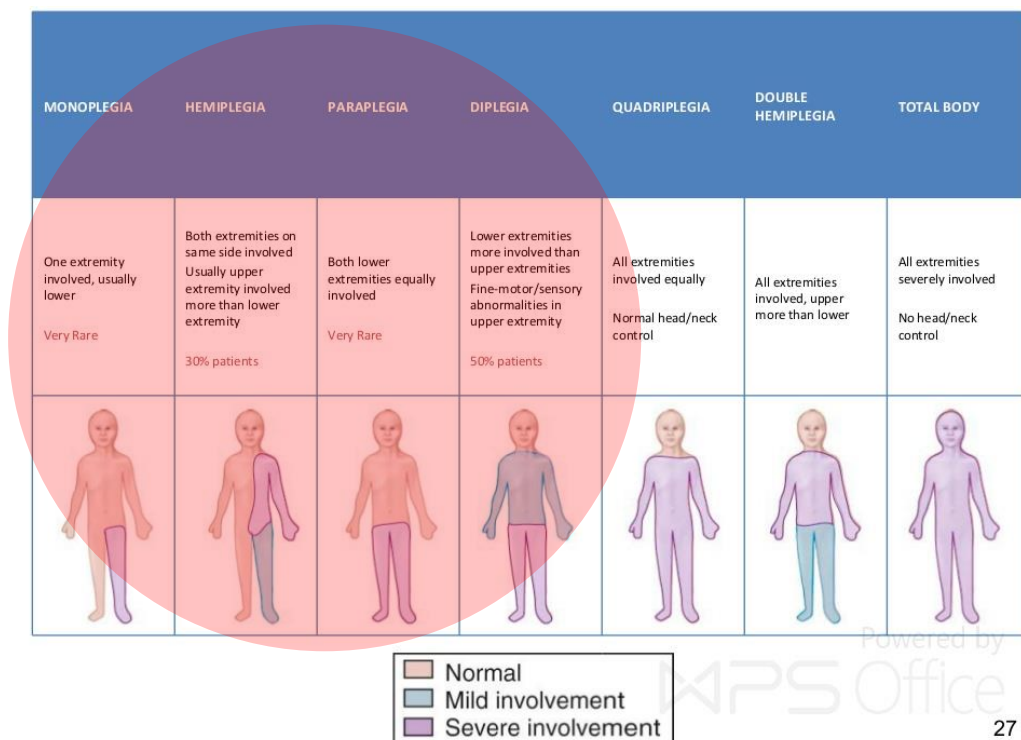 MONOPLEGIA
HEMIPLEGIA
PARAPLEGIA
DIPLEGIA
QUADRIPLEGIA
DOUBLE
HEMIPLEGIA
TOTAL BODY
One extremity
involved, usually
lower
Very Rare
Both extremities on
same side involved
Usually upper
extremity involved
more than lower
extremity
30% patients
Both lower
extremities equally
involved
Very Rare
Lower extremities
more involved than
upper extremities
Fine-motor/sensory
abnormalities in
upper extremity
50% patients
All extremities
involved equally
Normal head/neck
control
All extremities
involved, upper
more than lower
All extremities
severely involved
No head/neck
control
Normal
Mild involvement
Severe involvement
Powered by
WPS Office
27